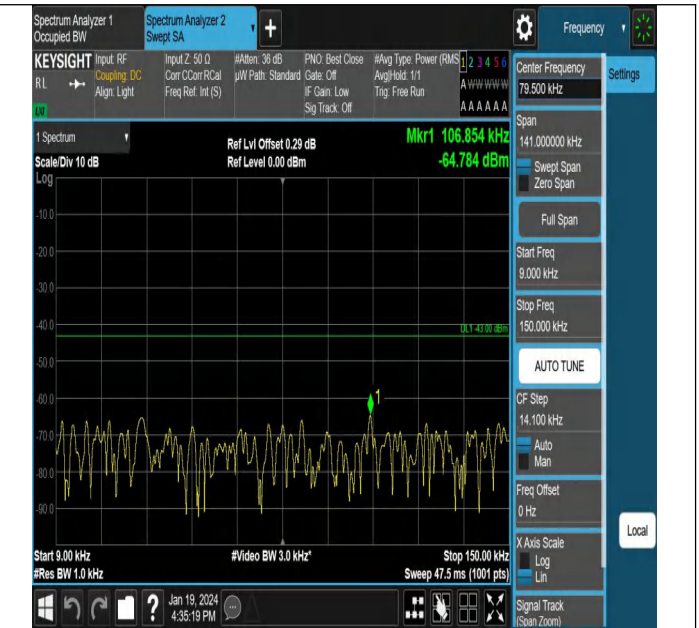 Spectrum Analyzer 1
Occupied BW
Spectrum Analyzer 2
Swept SA
Frequency
KEYSIGHT
RL
Input: RF
Coupling: DC
Align: Light
Input Z: 50 Ω
Corr CCorr RCal
Freq Ref: Int (S)
#Atten: 36 dB
µW Path: Standard
PNO: Best Close
Gate: Off
IF Gain: Low
Sig Track: Off
#Avg Type: Power (RMS
Avg|Hold: 1/1
Trig: Free Run
1 2 3 4 5 6
A W W W W W
A A A A A A
1 Spectrum
Scale/Div 10 dB
Ref Lvl Offset 0.29 dB
Ref Level 0.00 dBm
Mkr1 106.854 kHz
-64.784 dBm
Log
-10.0
-20.0
-30.0
-40.0
DL1 -43.00 dBm
-50.0
-60.0
1
-70.0
-80.0
-90.0
Start 9.00 kHz
#Video BW 3.0 kHz*
Stop 150.00 kHz
#Res BW 1.0 kHz
Sweep 47.5 ms (1001 pts)
?
Jan 19, 2024
4:35:19 PM
Center Frequency
79.500 kHz
Settings
Span
141.000000 kHz
Swept Span
Zero Span
Full Span
Start Freq
9.000 kHz
Stop Freq
150.000 kHz
AUTO TUNE
CF Step
14.100 kHz
Auto
Man
Freq Offset
0 Hz
X Axis Scale
Log
Lin
Local
Signal Track
(Span Zoom)